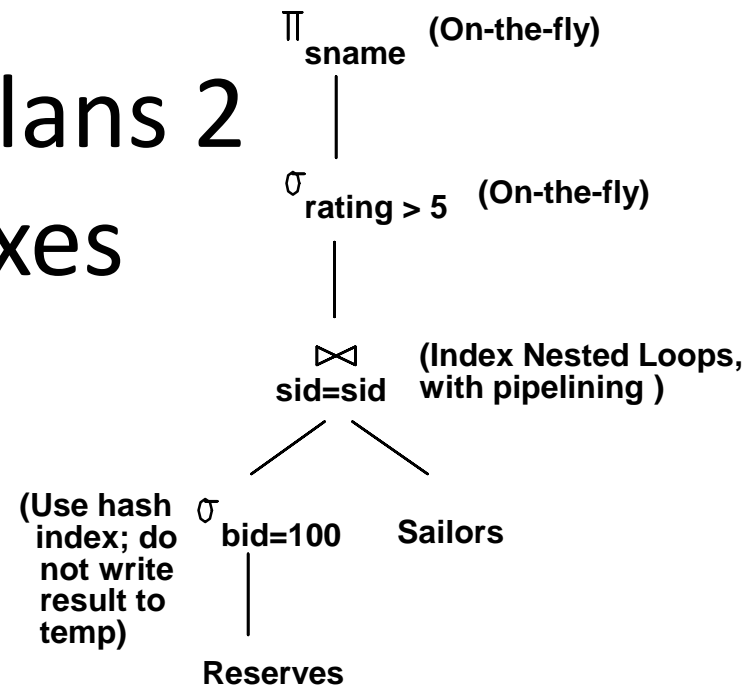 π sname (On-the-fly)
lans 2
σ rating > 5 (On-the-fly)
xes
⋈ (Index Nested Loops,
sid=sid with pipelining )
(Use hash σ bid=100 Sailors
index; do
not write
result to
temp)
Reserves